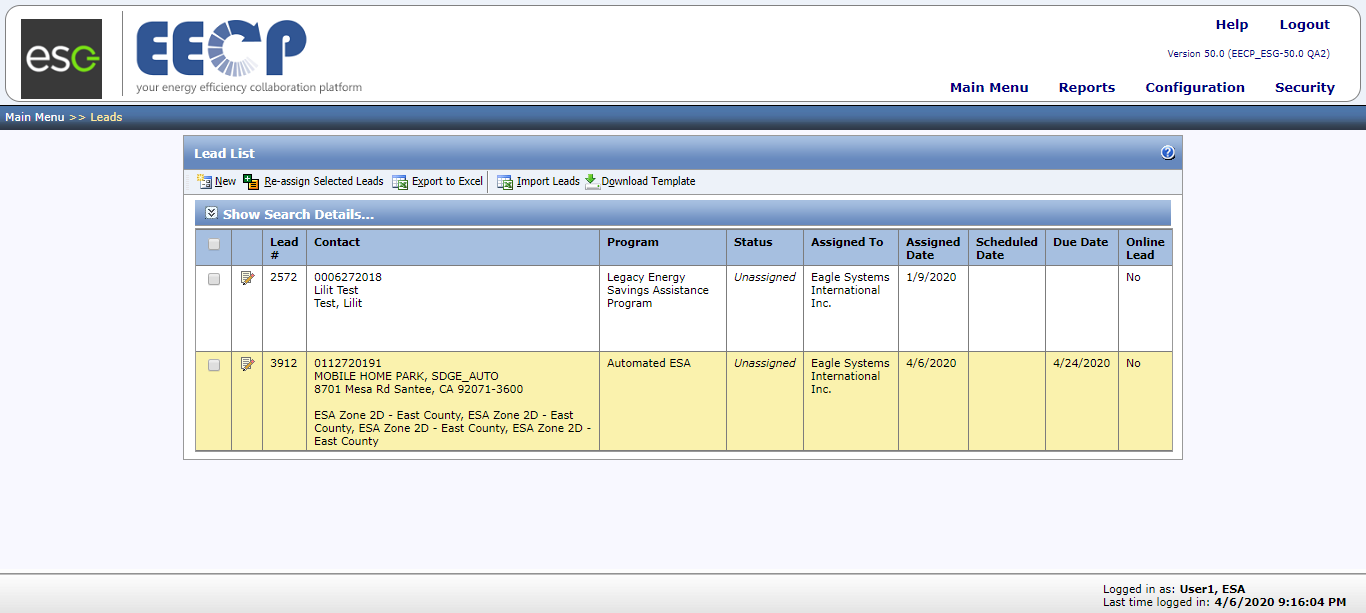 Help Logout
esc
EECP
your energy efficiency collaboration platform
Version 50.0 (EECP_ESG-50.0 QA2)
Main Menu Reports Configuration Security
Main Menu >> Leads
Lead List
New Re-assign Selected Leads Export to Excel Import Leads Download Template
Show Search Details...
Lead # Contact Program Status Assigned To Assigned Date Scheduled Date Due Date Online Lead
2572 0006272018 Legacy Energy Unassigned Eagle Systems 1/9/2020 No
Lilit Test Savings Assistance International
Test, Lilit Program Inc.
3912 0112720191 Automated ESA Unassigned Eagle Systems 4/6/2020 4/24/2020 No
MOBILE HOME PARK, SDGE_AUTO International
8701 Mesa Rd Santee, CA 92071-3600 Inc.
ESA Zone 2D - East County, ESA Zone 2D - East
County, ESA Zone 2D - East County, ESA Zone 2D -
East County
Logged in as: User1, ESA
Last time logged in: 4/6/2020 9:16:04 PM